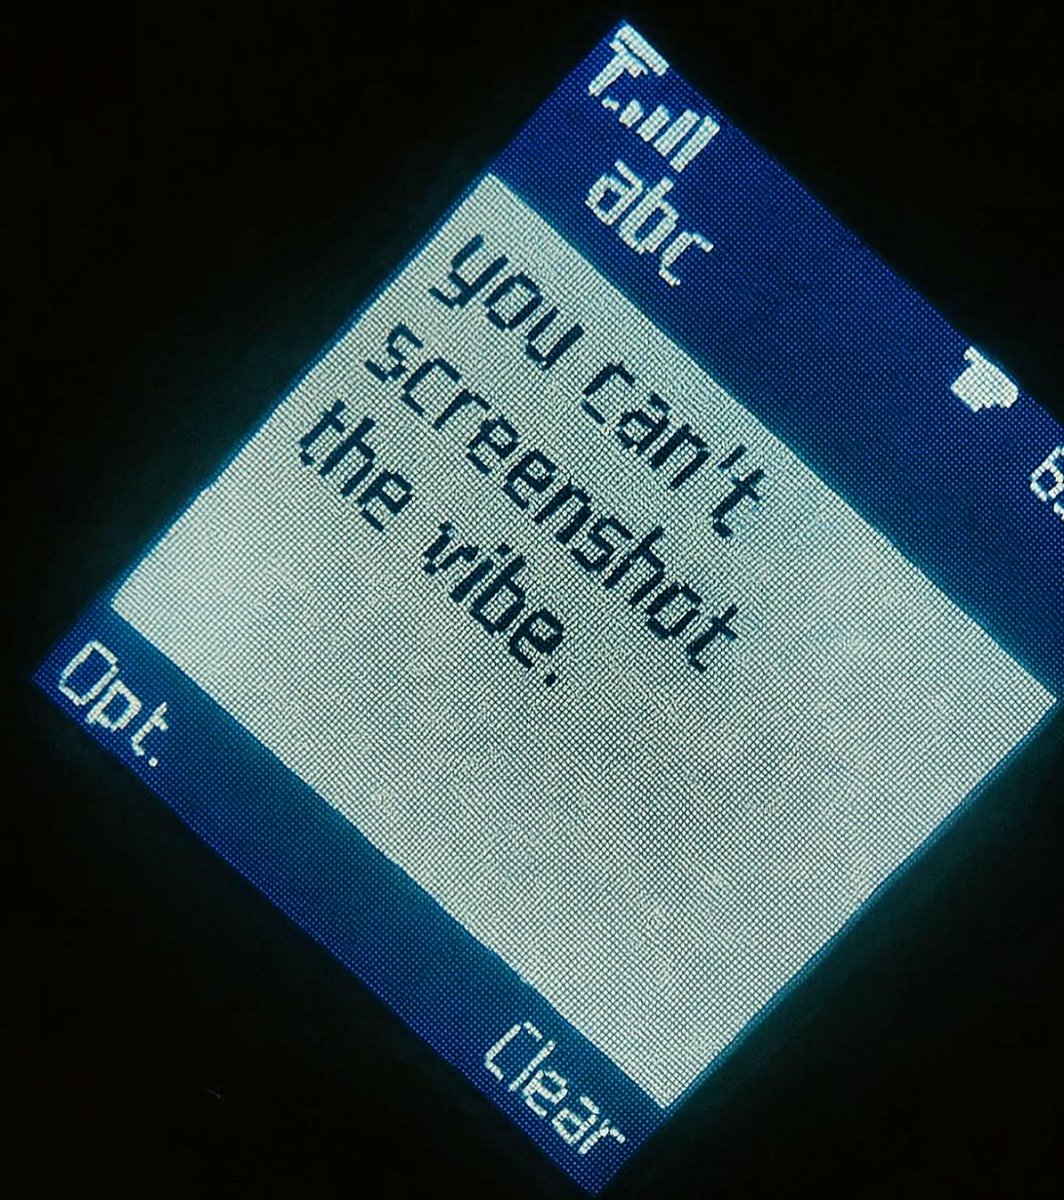 abc
you can't
screenshot
the vibe.
Opt.
Clear